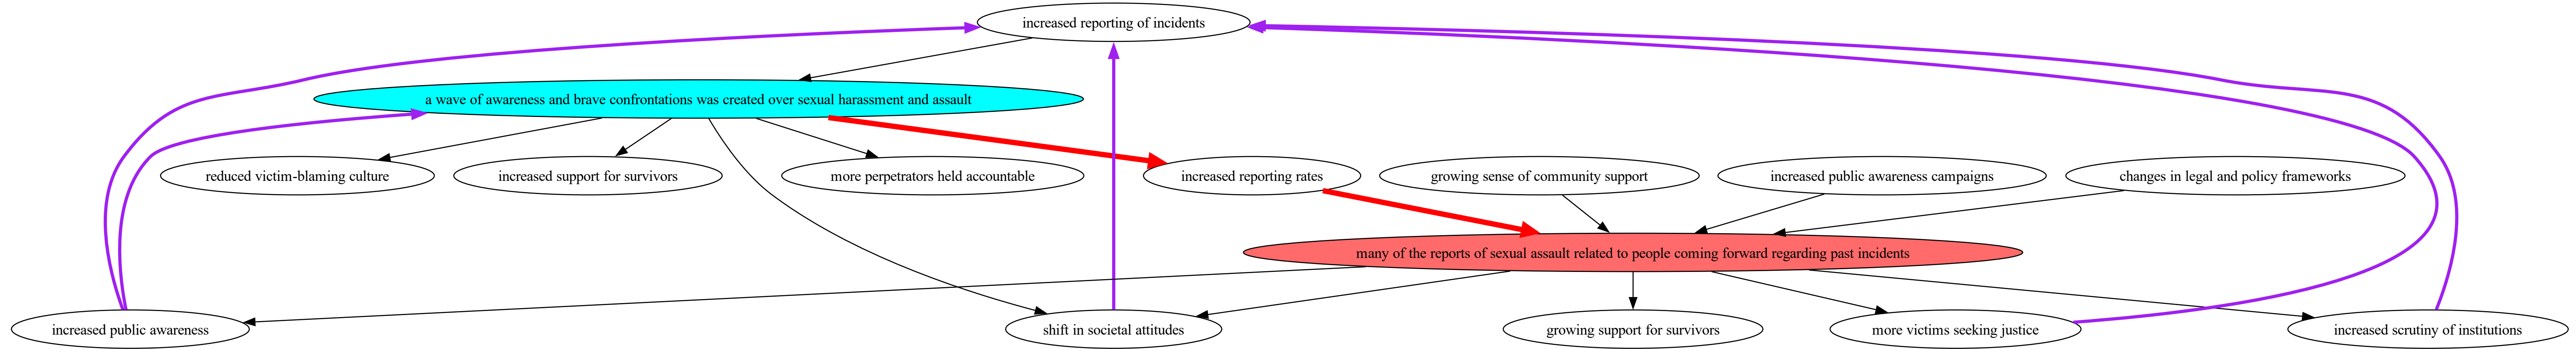 increased reporting of incidents
a wave of awareness and brave confrontations was created over sexual harassment and assault
reduced victim-blaming culture
increased support for survivors
more perpetrators held accountable
increased reporting rates
growing sense of community support
increased public awareness campaigns
changes in legal and policy frameworks
many of the reports of sexual assault related to people coming forward regarding past incidents
increased public awareness
shift in societal attitudes
growing support for survivors
more victims seeking justice
increased scrutiny of institutions